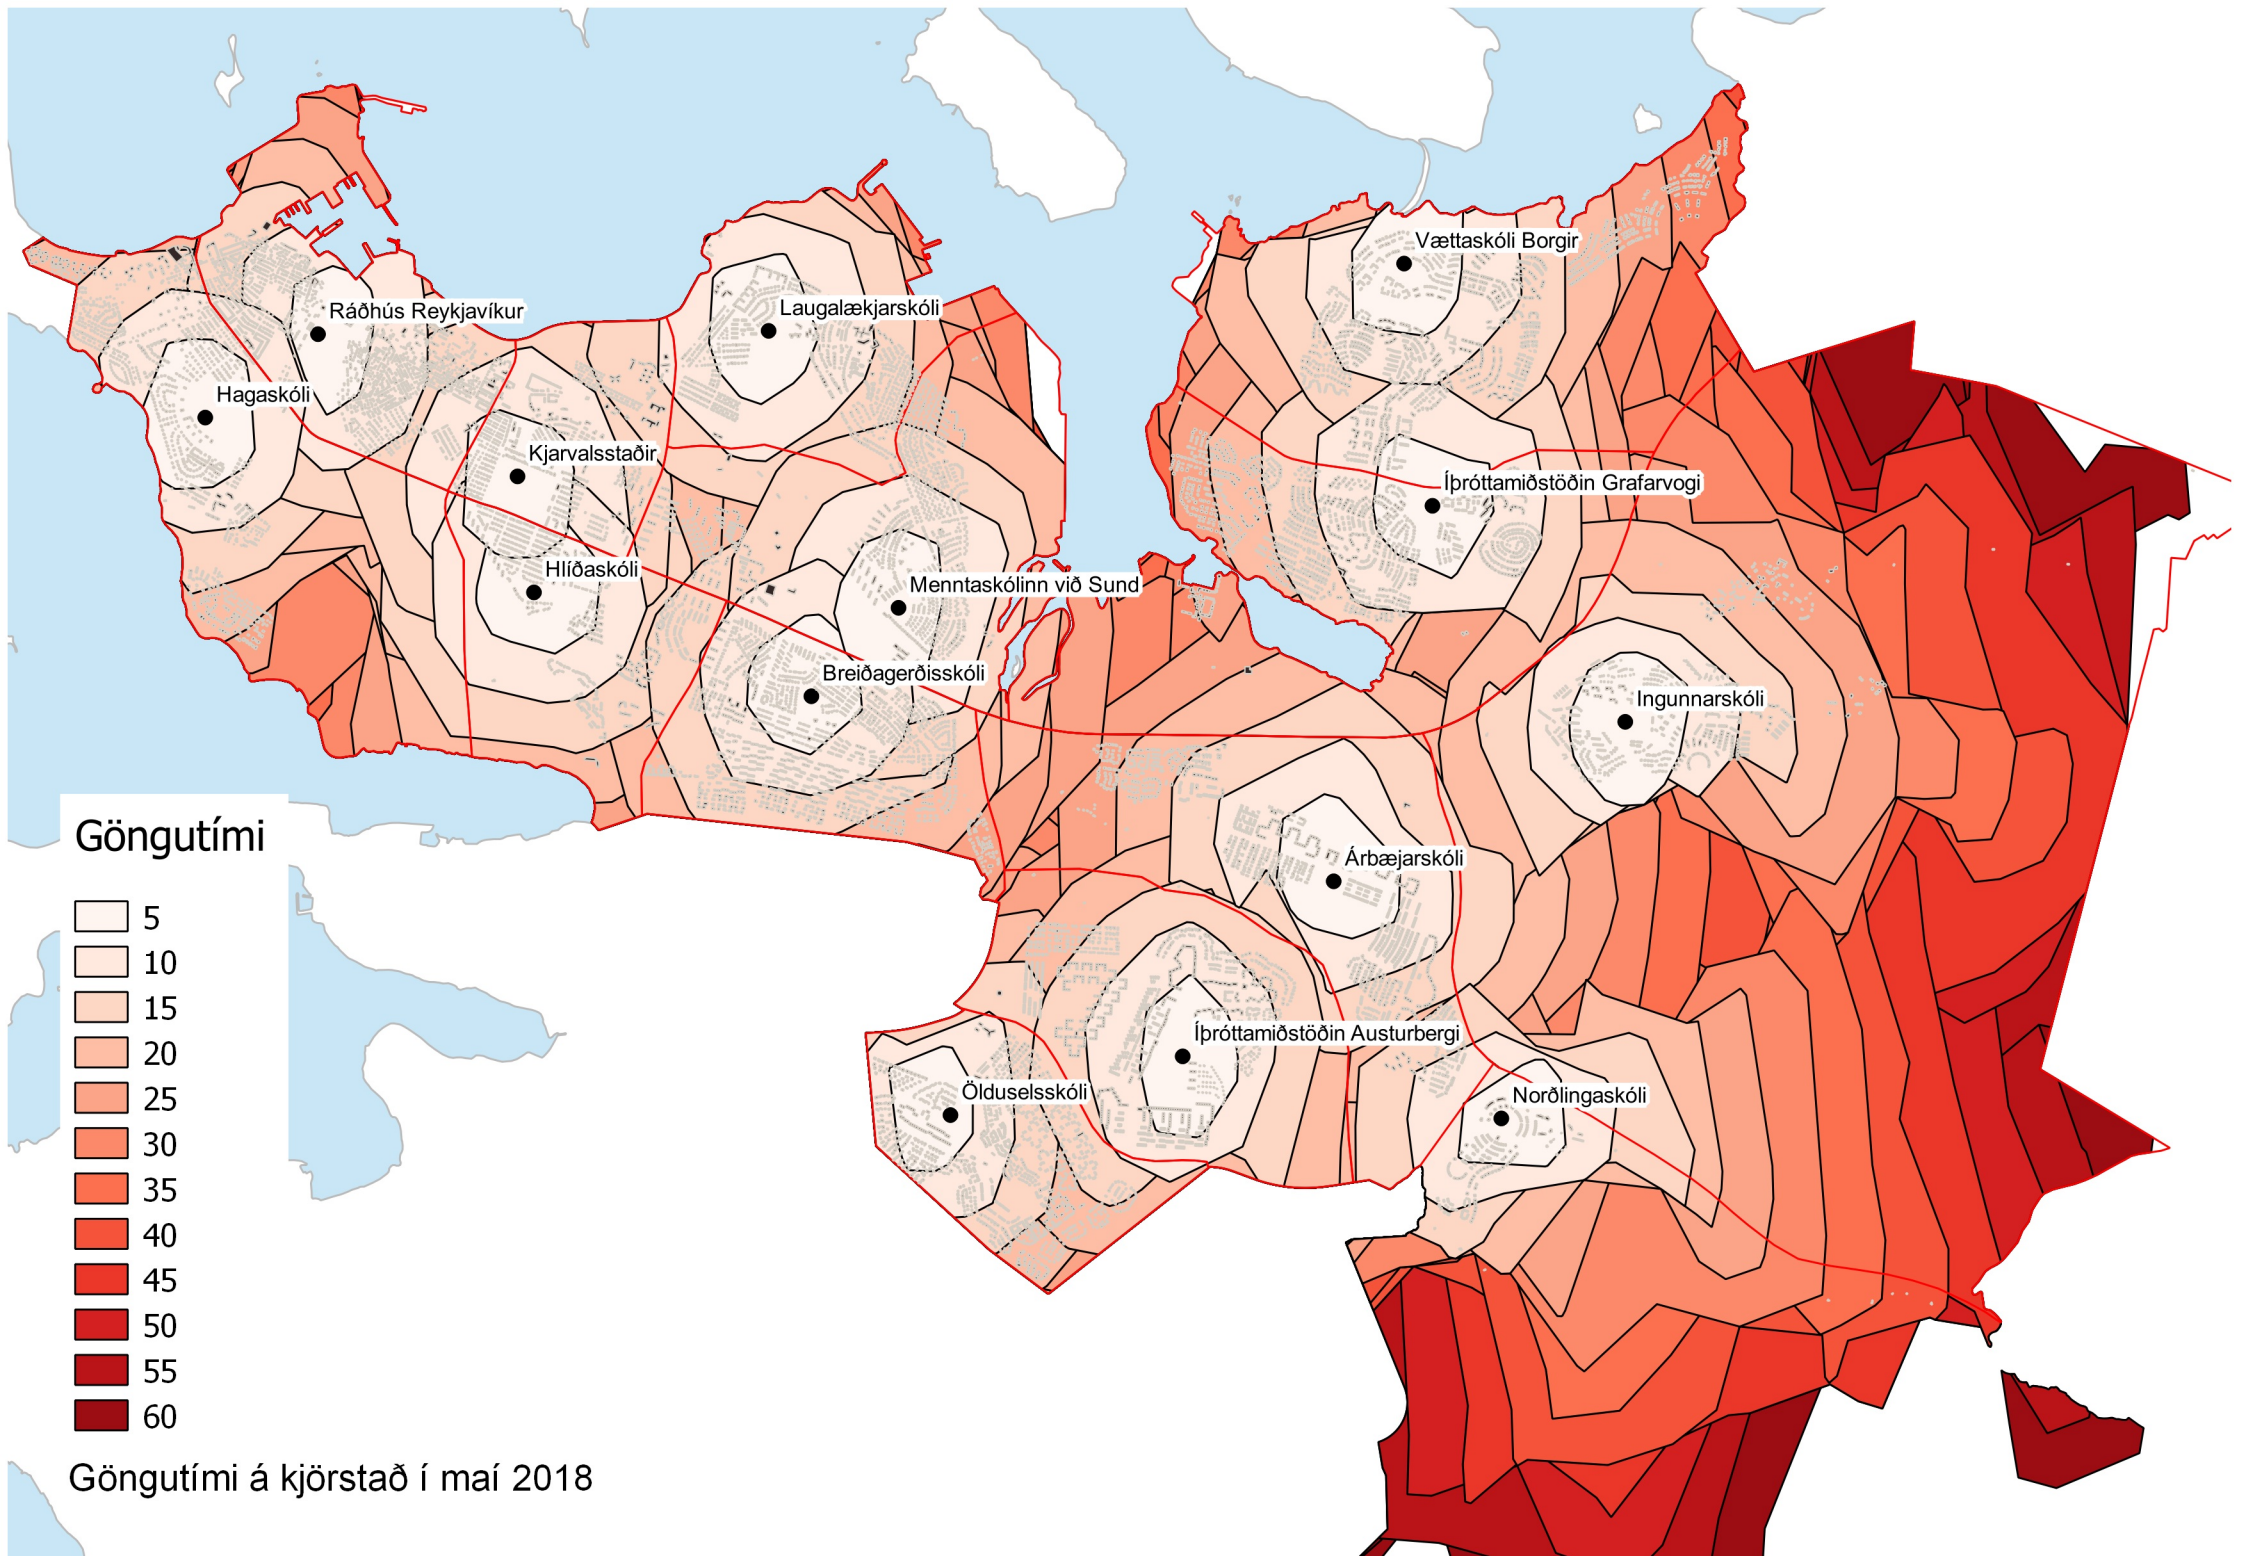 Vættaskóli Borgir
Ráðhús Reykjavíkur
Laugalækjarskóli
Hagaskóli
Kjarvalsstaðir
Íþróttamiðstöðin Grafarvogi
Hlíðaskóli
Menntaskólinn við Sund
Breiðagerðisskóli
Ingunnarskóli
Árbæjarskóli
Íþróttamiðstöðin Austurbergi
Ölduselsskóli
Norðlingaskóli
Göngutími
5
10
15
20
25
30
35
40
45
50
55
60
Göngutími á kjörstað í maí 2018